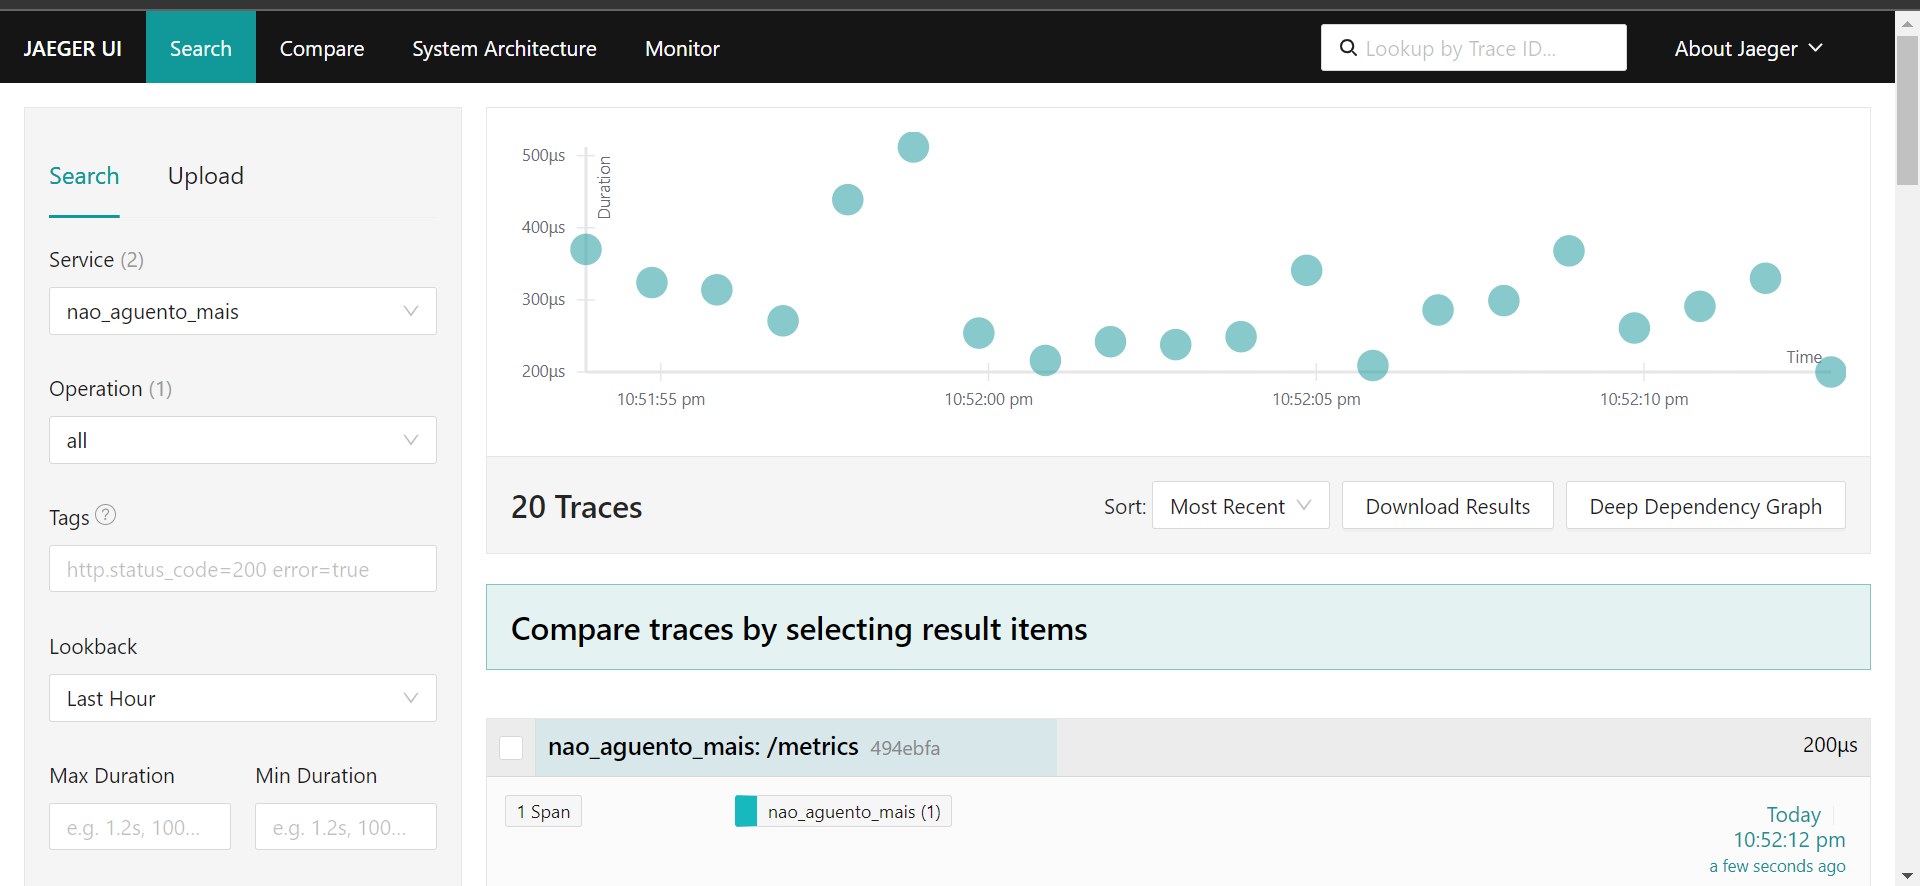 JAEGER UI Search Compare System Architecture Monitor Lookup by Trace ID... About Jaeger
Search Upload
Service (2)
nao_aguento_mais
Operation (1)
all
Tags ?
http.status_code=200 error=true
Lookback
Last Hour
Max Duration Min Duration
e.g. 1.2s, 100... e.g. 1.2s, 100...
Duration
500μs
400μs
300μs
200μs
Time
10:51:55 pm 10:52:00 pm 10:52:05 pm 10:52:10 pm
20 Traces Sort: Most Recent Download Results Deep Dependency Graph
Compare traces by selecting result items
nao_aguento_mais: /metrics 494ebfa 200μs
1 Span nao_aguento_mais (1) Today
10:52:12 pm
a few seconds ago